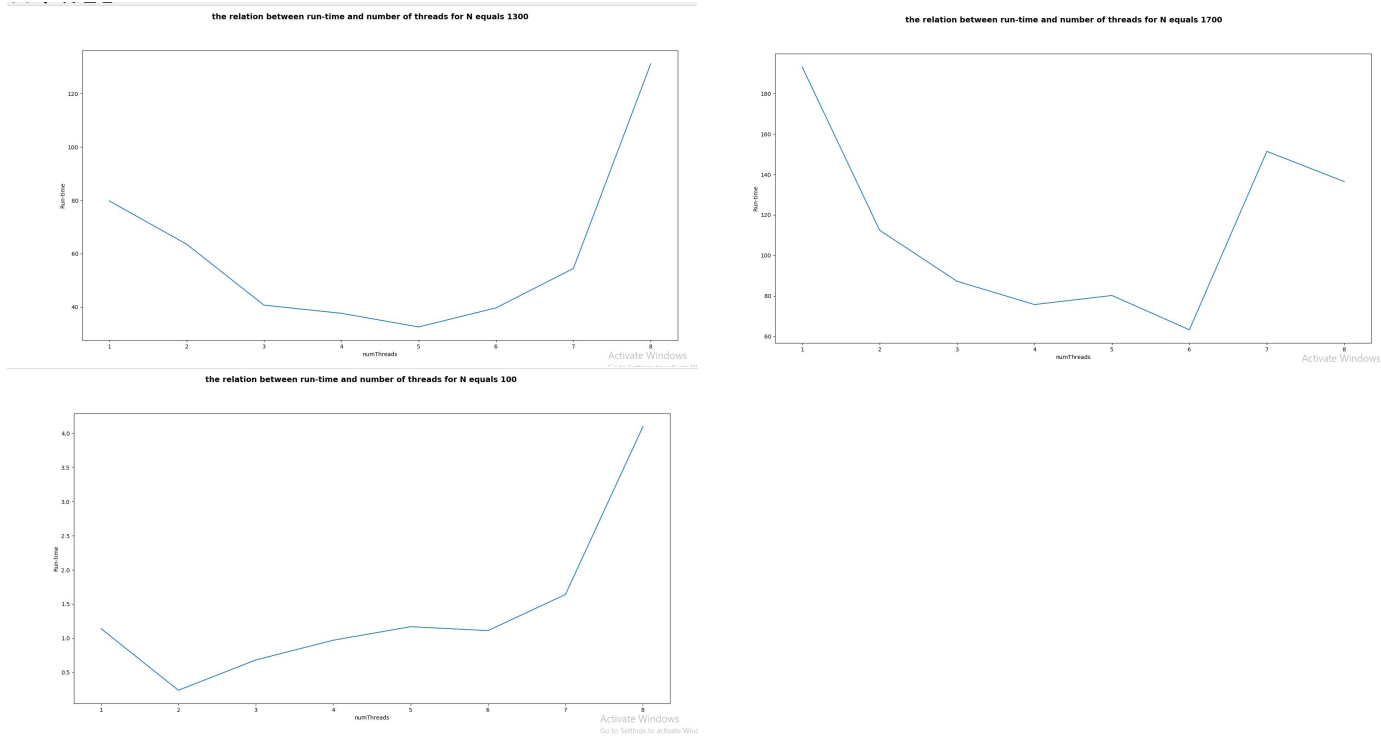 the relation between run-time and number of threads for N equals 1300
120
100
80
60
40
Run-time
1 2 3 4 5 6 7 8
numThreads
Activate Windows
the relation between run-time and number of threads for N equals 1700
180
160
140
120
100
80
60
Run-time
1 2 3 4 5 6 7 8
numThreads
Activate Windows
the relation between run-time and number of threads for N equals 100
4.0
3.5
3.0
2.5
2.0
1.5
1.0
0.5
Run-time
1 2 3 4 5 6 7 8
numThreads
Activate Windows
Go to Settings to activate Winc